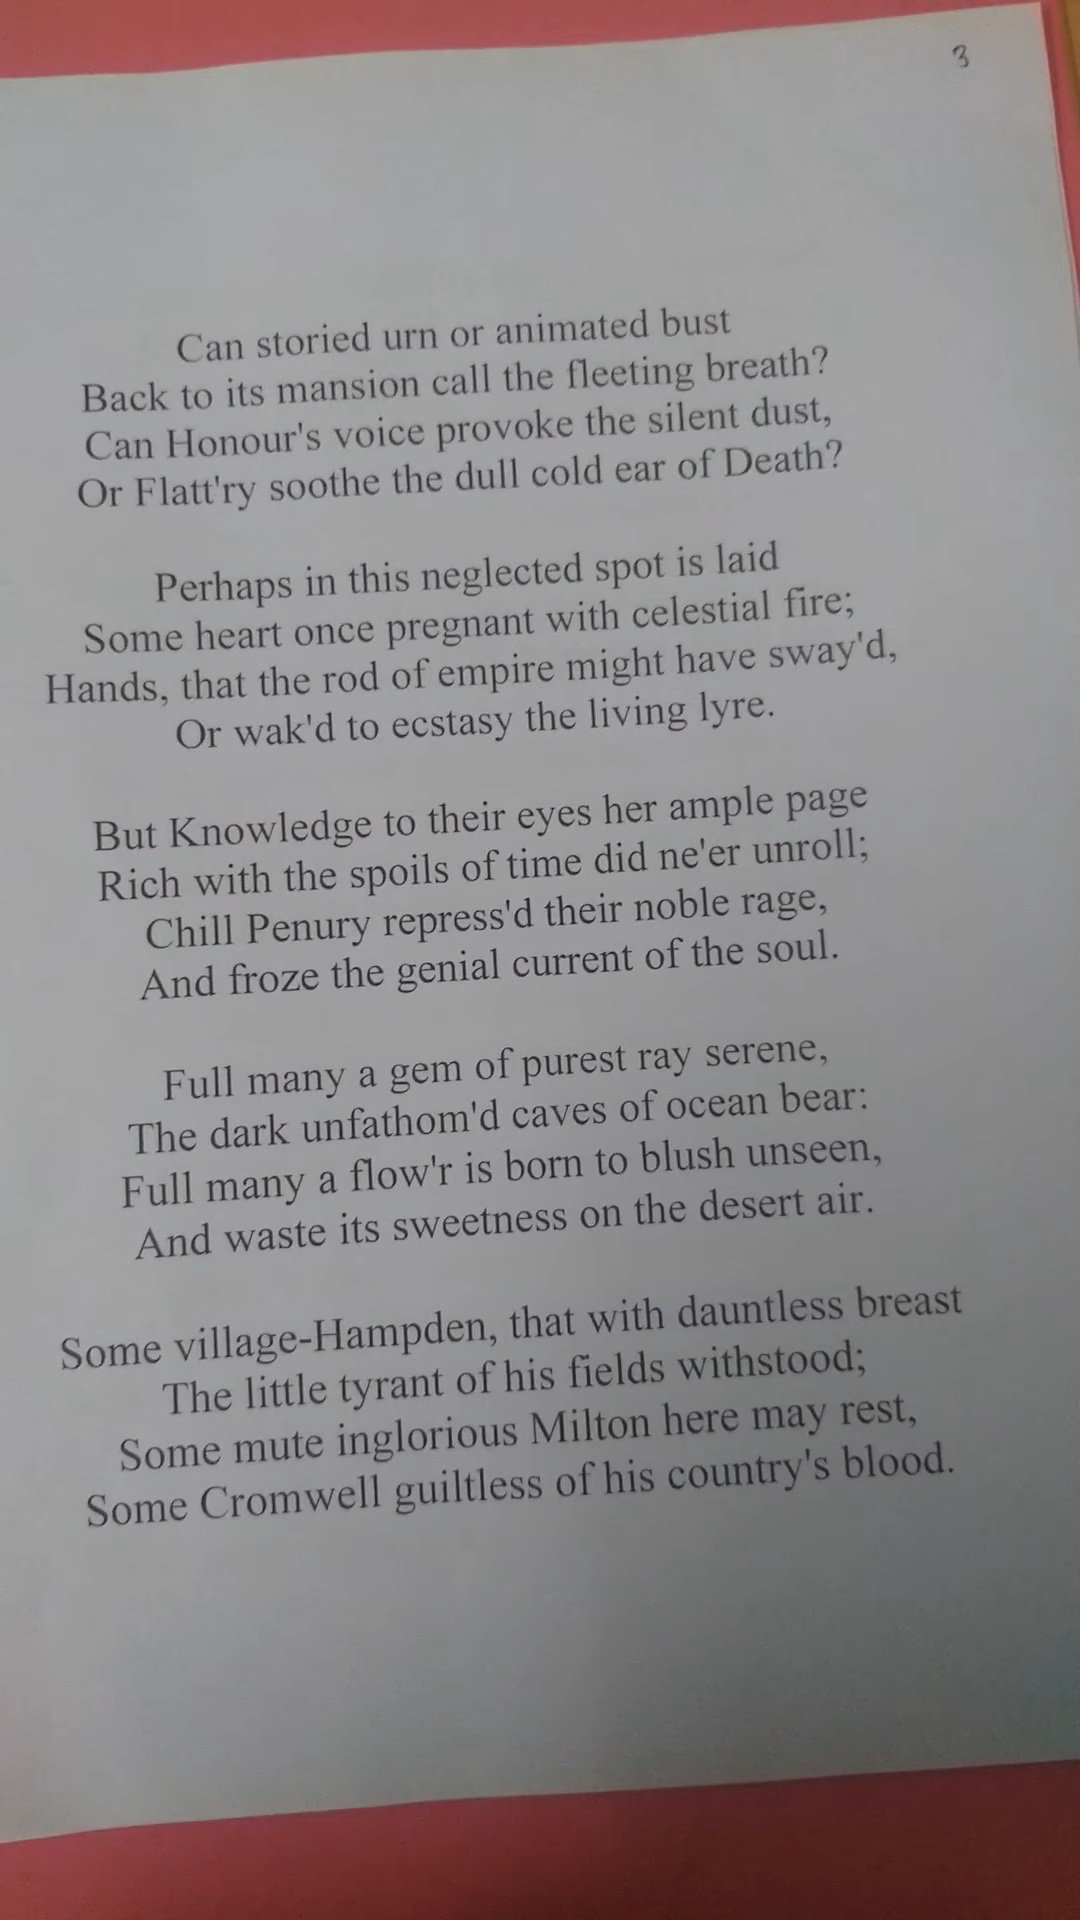 3
Can storied urn or animated bust
Back to its mansion call the fleeting breath?
Can Honour's voice provoke the silent dust,
Or Flatt'ry soothe the dull cold ear of Death?
Perhaps in this neglected spot is laid
Some heart once pregnant with celestial fire;
Hands, that the rod of empire might have sway'd,
Or wak'd to ecstasy the living lyre.
But Knowledge to their eyes her ample page
Rich with the spoils of time did ne'er unroll;
Chill Penury repress'd their noble rage,
And froze the genial current of the soul.
Full many a gem of purest ray serene,
The dark unfathom'd caves of ocean bear:
Full many a flow'r is born to blush unseen,
And waste its sweetness on the desert air.
Some village-Hampden, that with dauntless breast
The little tyrant of his fields withstood;
Some mute inglorious Milton here may rest,
Some Cromwell guiltless of his country's blood.